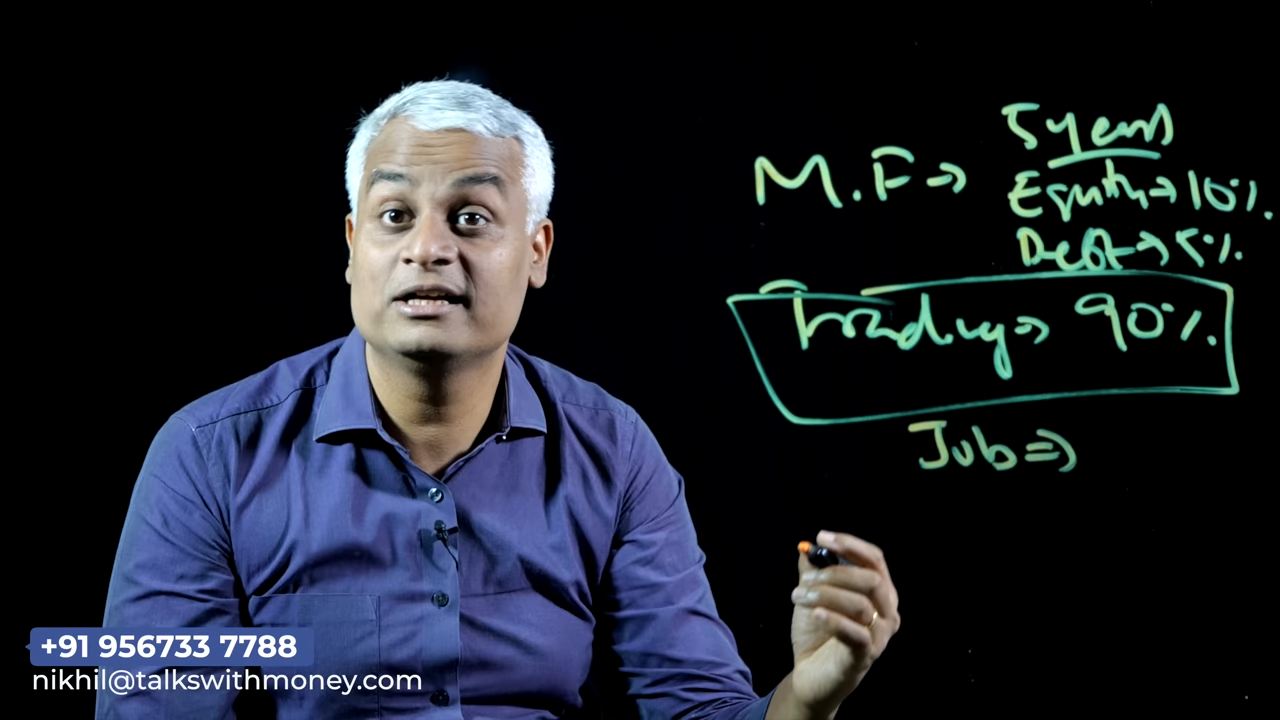 5 years
M.F →
Equity → 10%.
Debt → 5%.
Trading ⇒ 90%.
Job ⇒
+91 956733 7788
nikhil@talkswithmoney.com